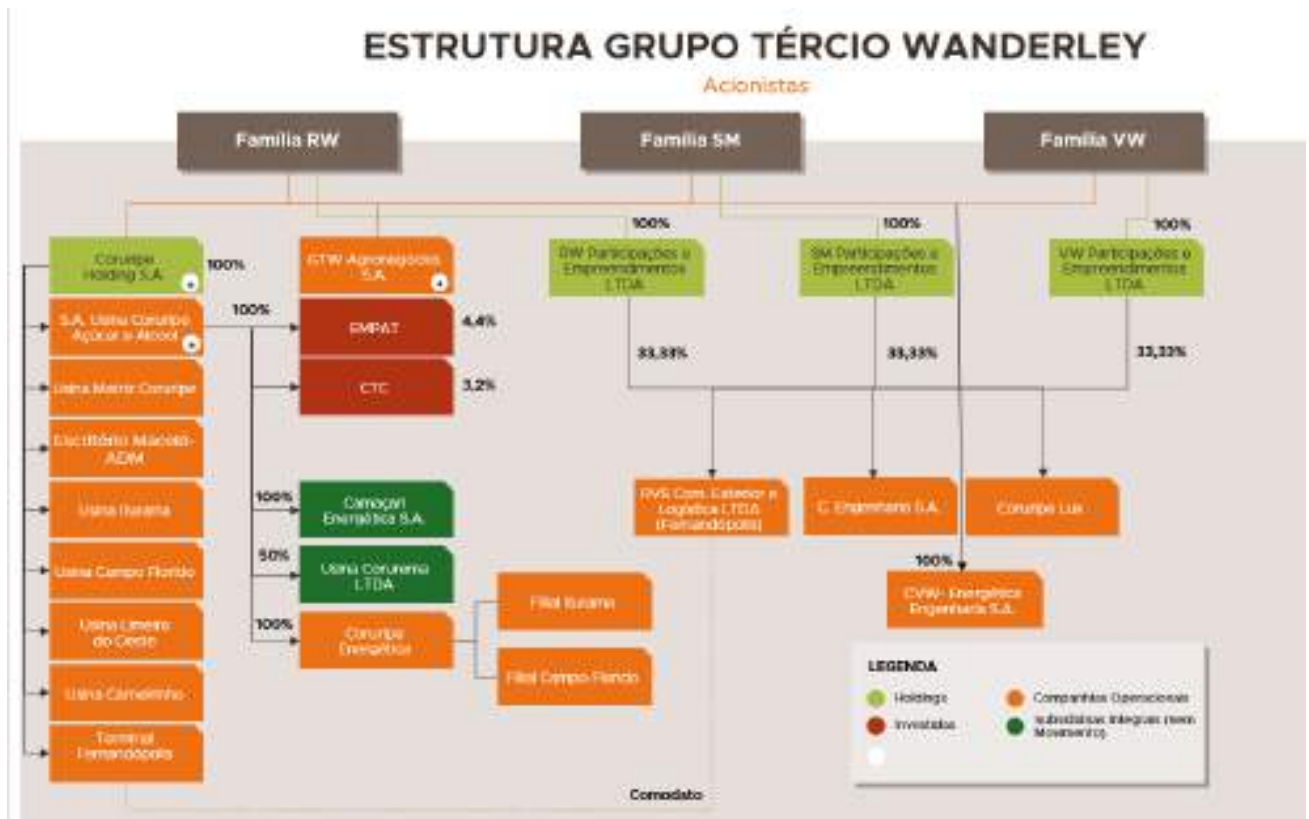 ESTRUTURA GRUPO TÉRCIO WANDERLEY
Acionistas
Família RW
Família SM
Família VW
Coruripe
Holding S.A.
100%
GTW Agronegócios
S.A.
100%
RW Participações e
Empreendimentos
LTDA
100%
SM Participações e
Empreendimentos
LTDA
100%
VW Participações e
Empreendimentos
LTDA
S.A. Usina Coruripe
Açúcar e Álcool
100%
EMPAT
4,4%
33,33%
33,33%
33,33%
Usina Matriz Coruripe
CTC
3,2%
Escritório Maceió-
ADM
Usina Iturama
100%
Camaçari
Energética S.A.
RVS Com. Exterior e
Logística LTDA
(Fernandópolis)
C. Engenharia S.A.
Coruripe Lux
Usina Campo Florido
50%
Usina Corurema
LTDA
Filial Iturama
100%
CVW- Energética
Engenharia S.A.
Usina Limeira
do Oeste
100%
Coruripe
Energética
Usina Carneirinho
Filial Campo Florido
Terminal
Fernandópolis
Comodato
LEGENDA
Holdings
Companhias Operacionais
Investidas
Subsidiárias Integrais (sem
Movimento)